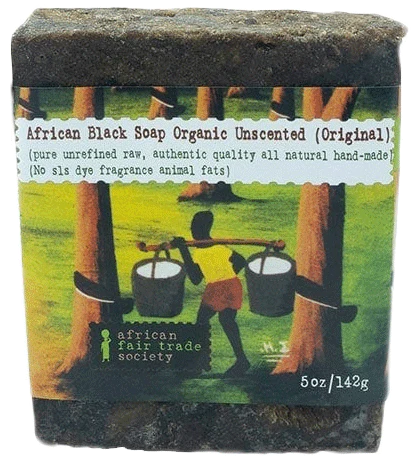 African Black Soap Organic Unscented (Original)
(pure unrefined raw, authentic quality all natural hand-made)
(No sls dye fragrance animal fats)
african
fair trade
society
.H.I
5oz/142g